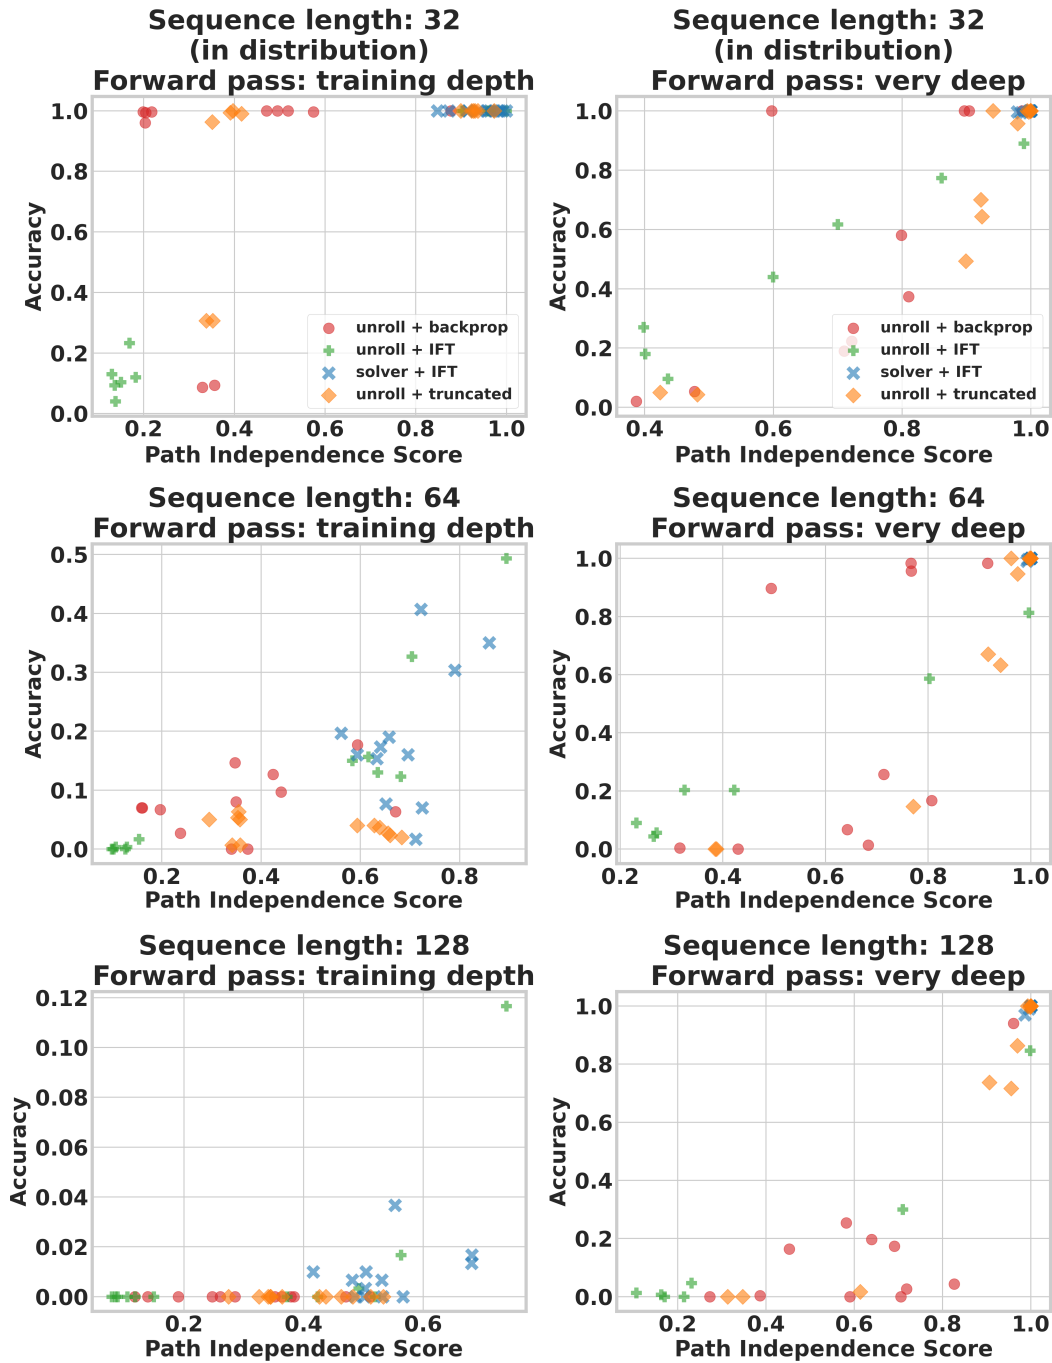 Sequence length: 32
(in distribution)
Forward pass: training depth
1.0
0.8
0.6
0.4
0.2
0.0
Accuracy
unroll + backprop
unroll + IFT
solver + IFT
unroll + truncated
0.2 0.4 0.6 0.8 1.0
Path Independence Score
Sequence length: 32
(in distribution)
Forward pass: very deep
1.0
0.8
0.6
0.4
0.2
0.0
Accuracy
unroll + backprop
unroll + IFT
solver + IFT
unroll + truncated
0.4 0.6 0.8 1.0
Path Independence Score
Sequence length: 64
Forward pass: training depth
0.5
0.4
0.3
0.2
0.1
0.0
Accuracy
0.2 0.4 0.6 0.8
Path Independence Score
Sequence length: 64
Forward pass: very deep
1.0
0.8
0.6
0.4
0.2
0.0
Accuracy
0.2 0.4 0.6 0.8 1.0
Path Independence Score
Sequence length: 128
Forward pass: training depth
0.12
0.10
0.08
0.06
0.04
0.02
0.00
Accuracy
0.2 0.4 0.6
Path Independence Score
Sequence length: 128
Forward pass: very deep
1.0
0.8
0.6
0.4
0.2
0.0
Accuracy
0.2 0.4 0.6 0.8 1.0
Path Independence Score